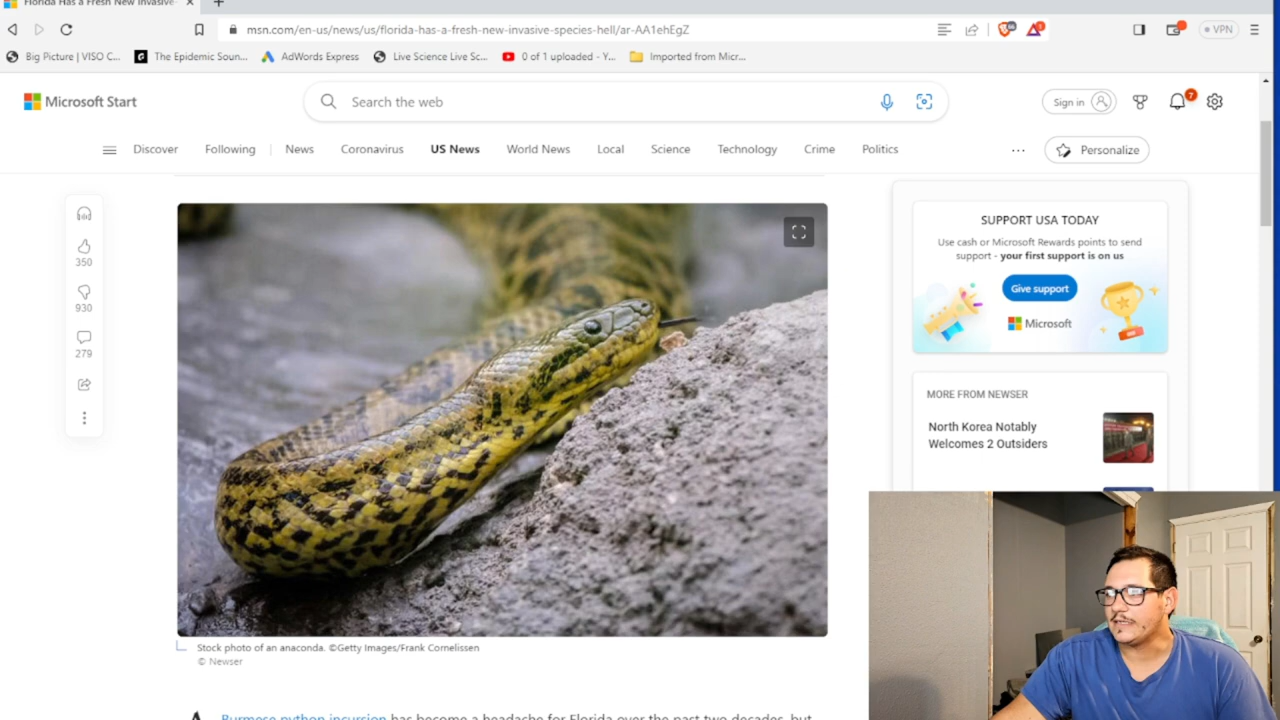 Florida Has a Fresh New Invasive-
msn.com/en-us/news/us/florida-has-a-fresh-new-invasive-species-hell/ar-AA1ehEgZ
VPN
Big Picture | VISO C...
The Epidemic Soun...
AdWords Express
Live Science Live Sc...
0 of 1 uploaded - Y...
Imported from Micr...
Microsoft Start
Search the web
Sign in
7
Discover
Following
News
Coronavirus
US News
World News
Local
Science
Technology
Crime
Politics
Personalize
350
930
279
SUPPORT USA TODAY
Use cash or Microsoft Rewards points to send
support - your first support is on us
Give support
Microsoft
MORE FROM NEWSER
North Korea Notably
Welcomes 2 Outsiders
Stock photo of an anaconda. ©Getty Images/Frank Cornelissen
© Newser
A Burmese python incursion has become a headache for Florida over the past two decades, but